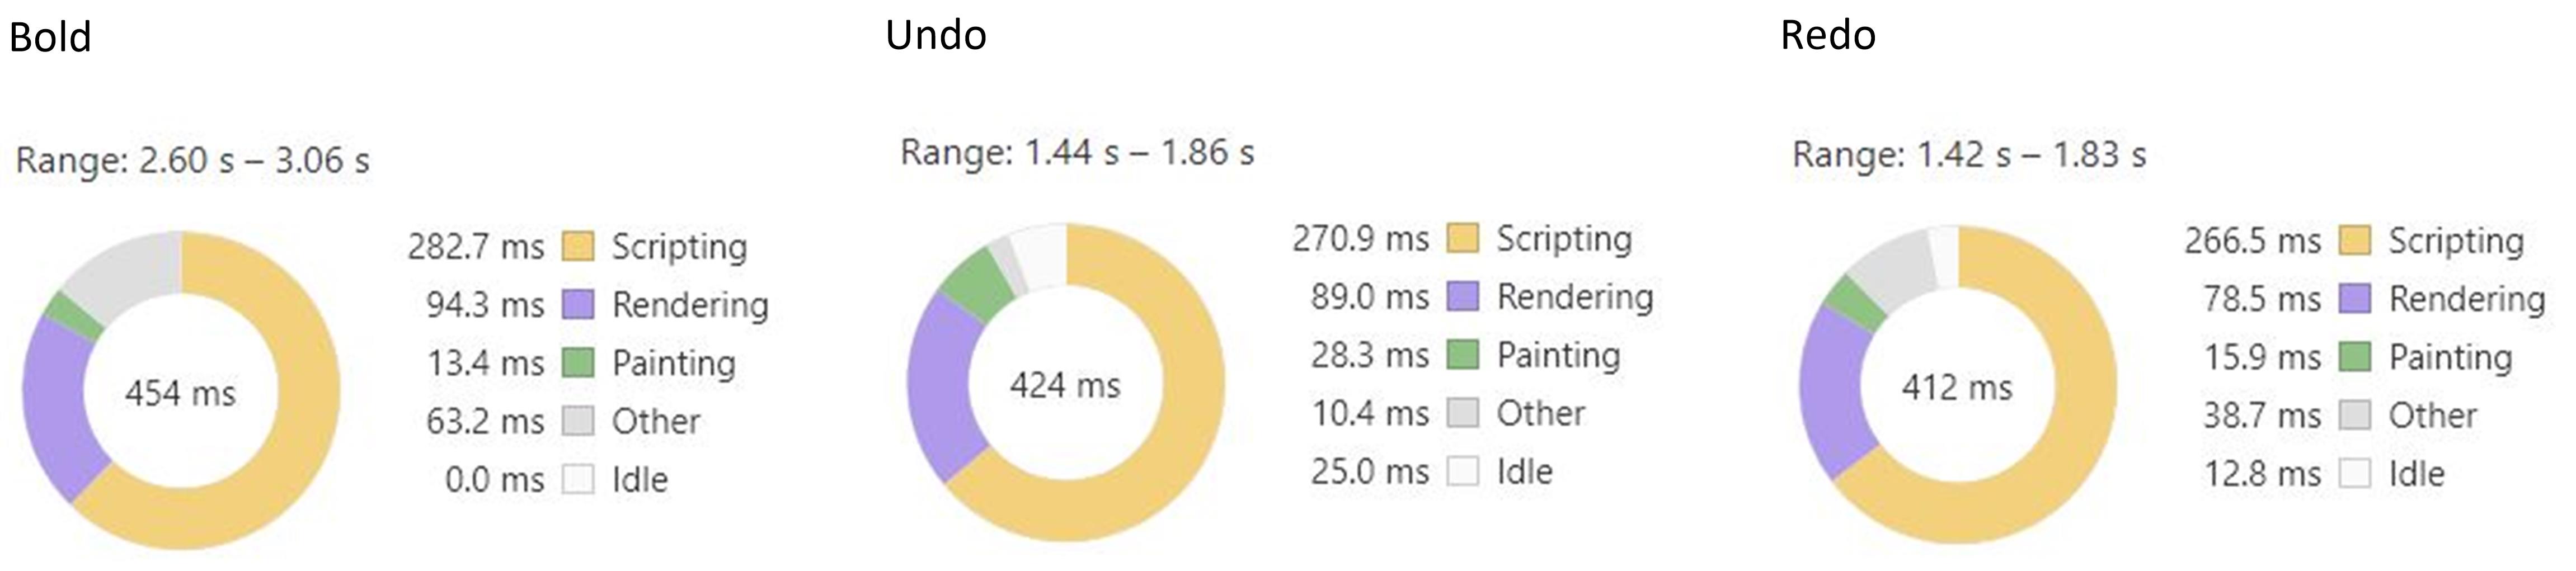 Bold
Range: 2.60 s – 3.06 s
454 ms
282.7 ms Scripting
94.3 ms Rendering
13.4 ms Painting
63.2 ms Other
0.0 ms Idle
Undo
Range: 1.44 s – 1.86 s
424 ms
270.9 ms Scripting
89.0 ms Rendering
28.3 ms Painting
10.4 ms Other
25.0 ms Idle
Redo
Range: 1.42 s – 1.83 s
412 ms
266.5 ms Scripting
78.5 ms Rendering
15.9 ms Painting
38.7 ms Other
12.8 ms Idle